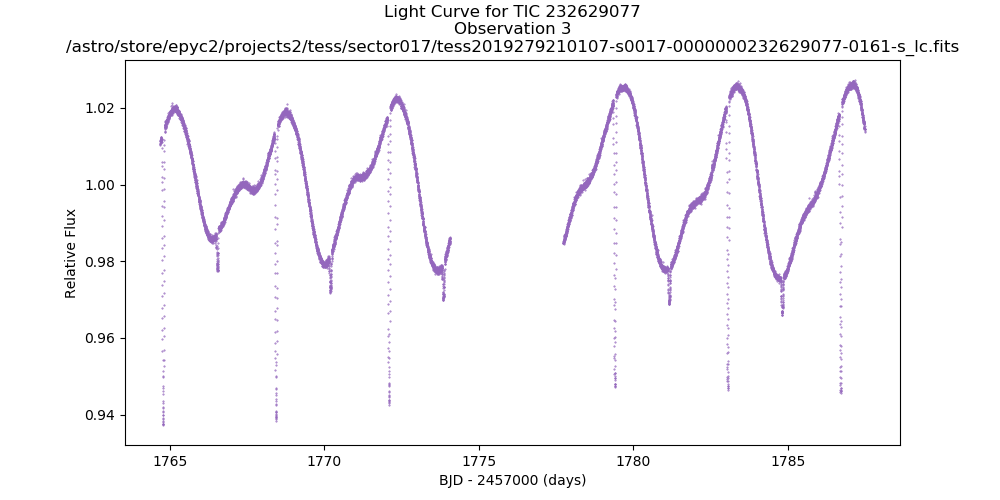 Light Curve for TIC 232629077
Observation 3
/astro/store/epyc2/projects2/tess/sector017/tess2019279210107-s0017-0000000232629077-0161-s_lc.fits
1.02
1.00
0.98
0.96
0.94
Relative Flux
1765 1770 1775 1780 1785
BJD - 2457000 (days)